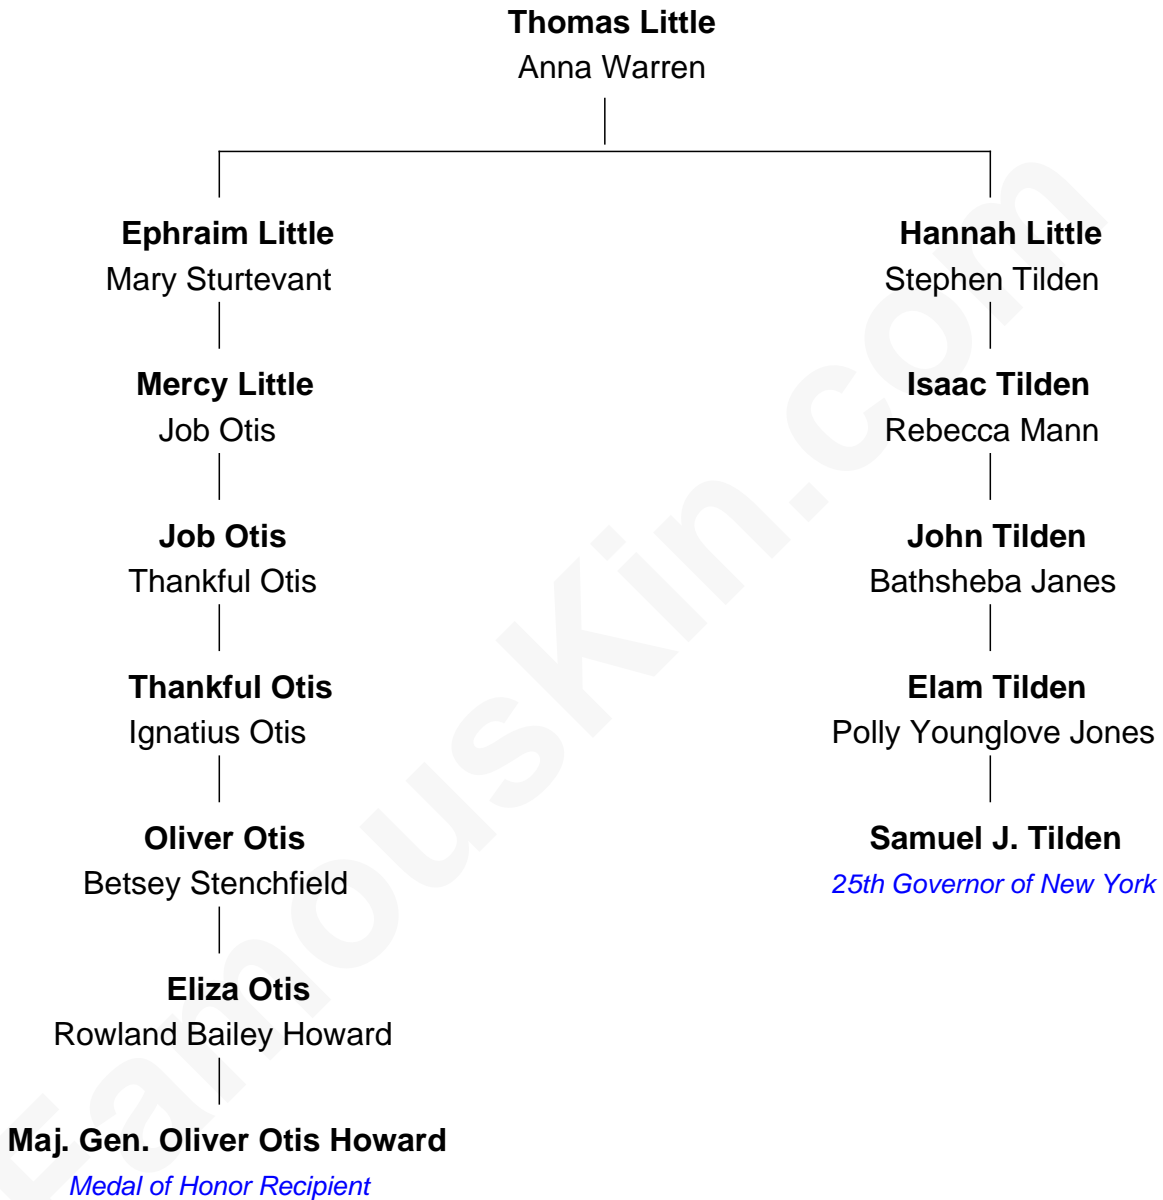 Thomas Little
Anna Warren
Ephraim Little
Mary Sturtevant
Hannah Little
Stephen Tilden
Mercy Little
Job Otis
Isaac Tilden
Rebecca Mann
Job Otis
Thankful Otis
John Tilden
Bathsheba Janes
Thankful Otis
Ignatius Otis
Elam Tilden
Polly Younglove Jones
Oliver Otis
Betsey Stenchfield
Samuel J. Tilden
25th Governor of New York
Eliza Otis
Rowland Bailey Howard
Maj. Gen. Oliver Otis Howard
Medal of Honor Recipient
FamousKin.com